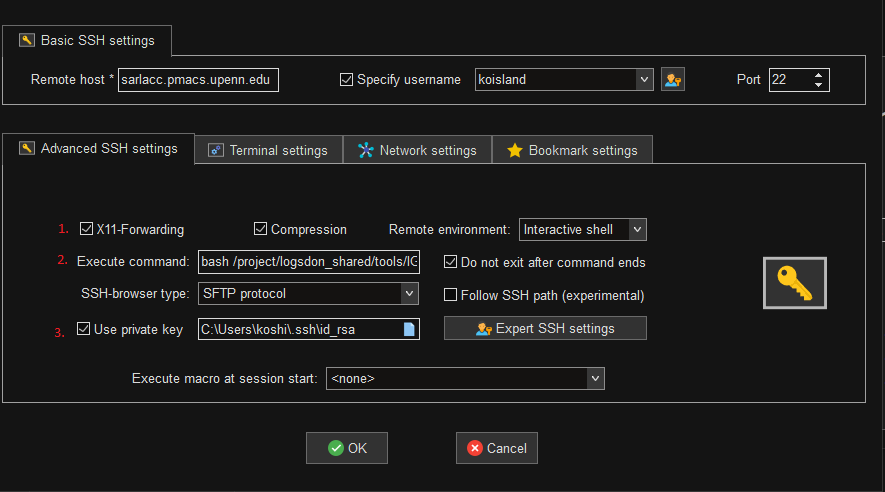 Basic SSH settings
Remote host * sarlacc.pmacs.upenn.edu Specify username koisland Port 22
Advanced SSH settings Terminal settings Network settings Bookmark settings
1. X11-Forwarding Compression Remote environment: Interactive shell
2. Execute command: bash /project/logsdon_shared/tools/IG Do not exit after command ends
SSH-browser type: SFTP protocol Follow SSH path (experimental)
3. Use private key C:\Users\koshi\.ssh\id_rsa Expert SSH settings
Execute macro at session start: <none>
OK Cancel